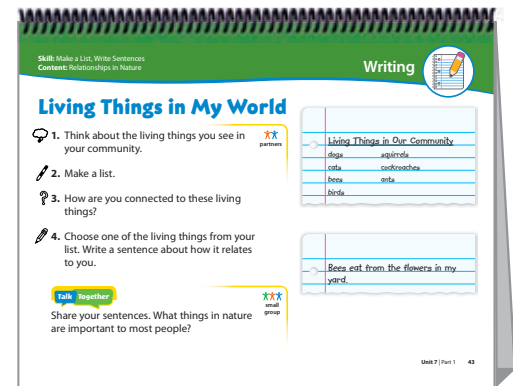 Skill: Make a List, Write Sentences
Content: Relationships in Nature
Writing
Living Things in My World
1. Think about the living things you see in
your community.
partners
2. Make a list.
3. How are you connected to these living
things?
4. Choose one of the living things from your
list. Write a sentence about how it relates
to you.
Living Things in Our Community
dogs squirrels
cats cockroaches
bees ants
birds
Bees eat from the flowers in my
yard.
Talk Together
small
group
Share your sentences. What things in nature
are important to most people?
Unit 7 | Part 1 43